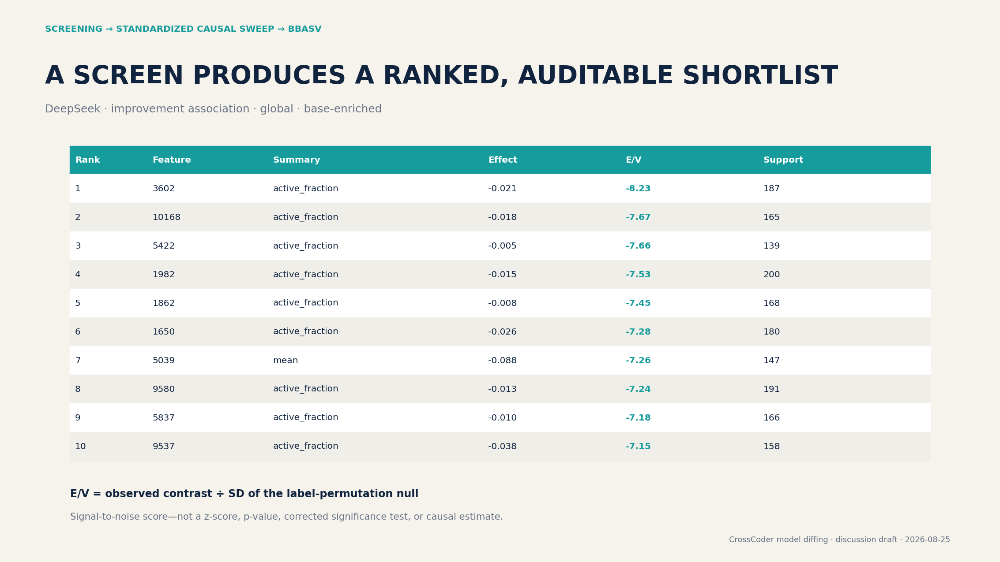 SCREENING → STANDARDIZED CAUSAL SWEEP → BBASV
A SCREEN PRODUCES A RANKED, AUDITABLE SHORTLIST
DeepSeek · improvement association · global · base-enriched
Rank Feature Summary Effect E/V Support
1 3602 active_fraction -0.021 -8.23 187
2 10168 active_fraction -0.018 -7.67 165
3 5422 active_fraction -0.005 -7.66 139
4 1982 active_fraction -0.015 -7.53 200
5 1862 active_fraction -0.008 -7.45 168
6 1650 active_fraction -0.026 -7.28 180
7 5039 mean -0.088 -7.26 147
8 9580 active_fraction -0.013 -7.24 191
9 5837 active_fraction -0.010 -7.18 166
10 9537 active_fraction -0.038 -7.15 158
E/V = observed contrast ÷ SD of the label-permutation null
Signal-to-noise score—not a z-score, p-value, corrected significance test, or causal estimate.
CrossCoder model diffing · discussion draft · 2026-08-25